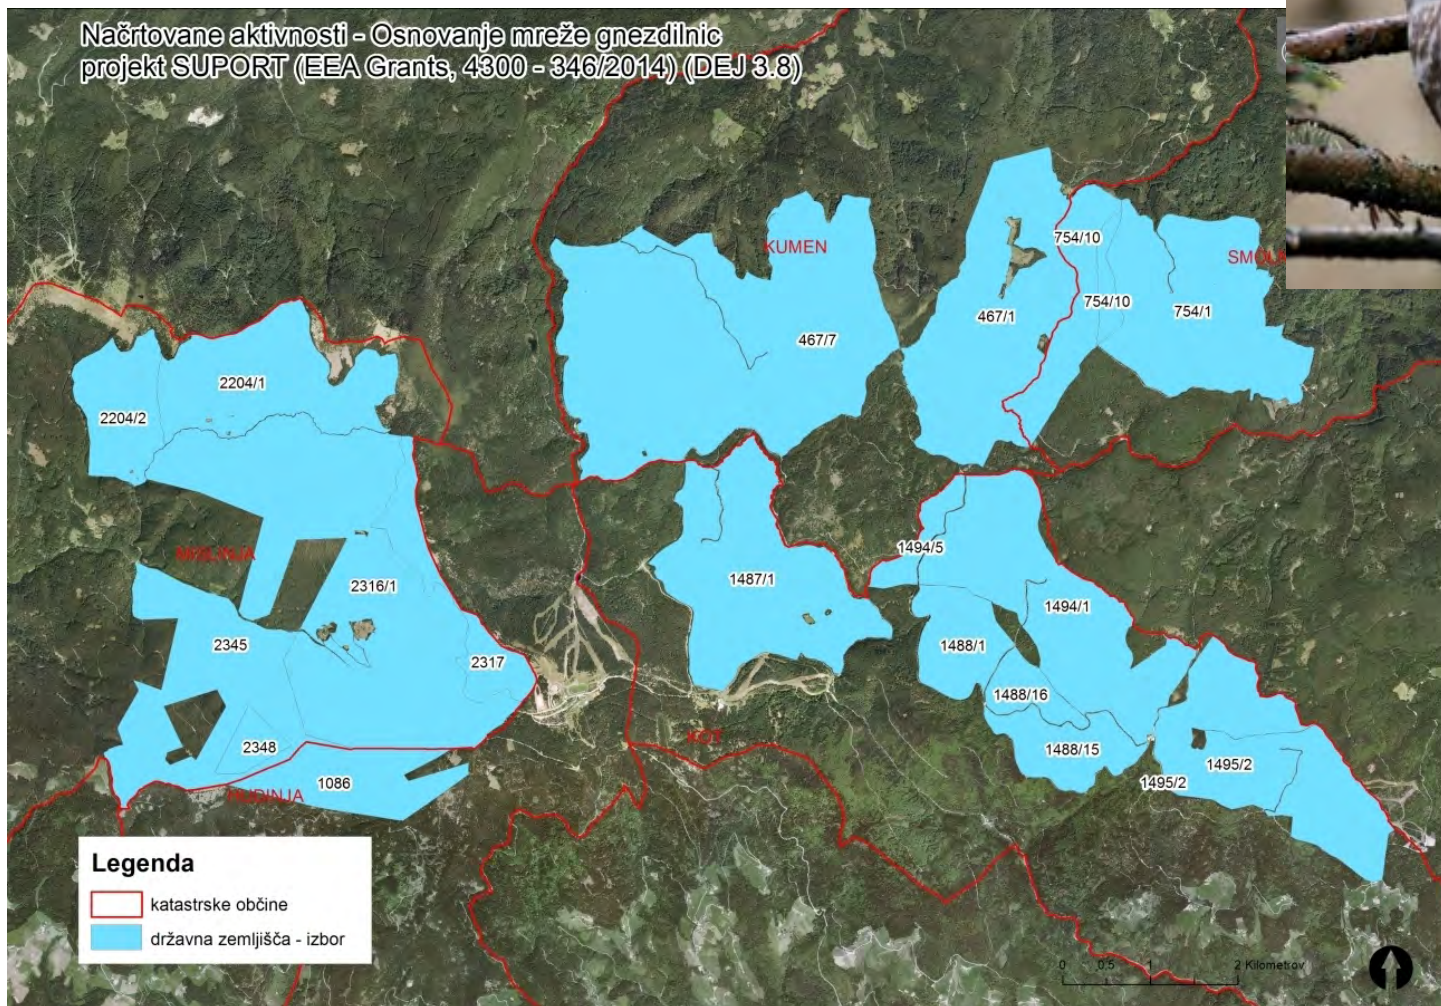 Načrtovane aktivnosti - Osnovanje mreže gnezdilnic
projekt SUPORT (EEA Grants, 4300 - 346/2014) (DEJ 3.8)
KUMEN
754/10
467/1
754/10
754/1
467/7
2204/1
2204/2
MISLINJA
1494/5
2316/1
1487/1
1494/1
2345
2317
1488/1
1488/16
KOT
2348
1488/15
1495/2
1086
1495/2
HUDINJA
Legenda
katastrske občine
državna zemljišča - izbor
0 0,5 1 2 Kilometrov